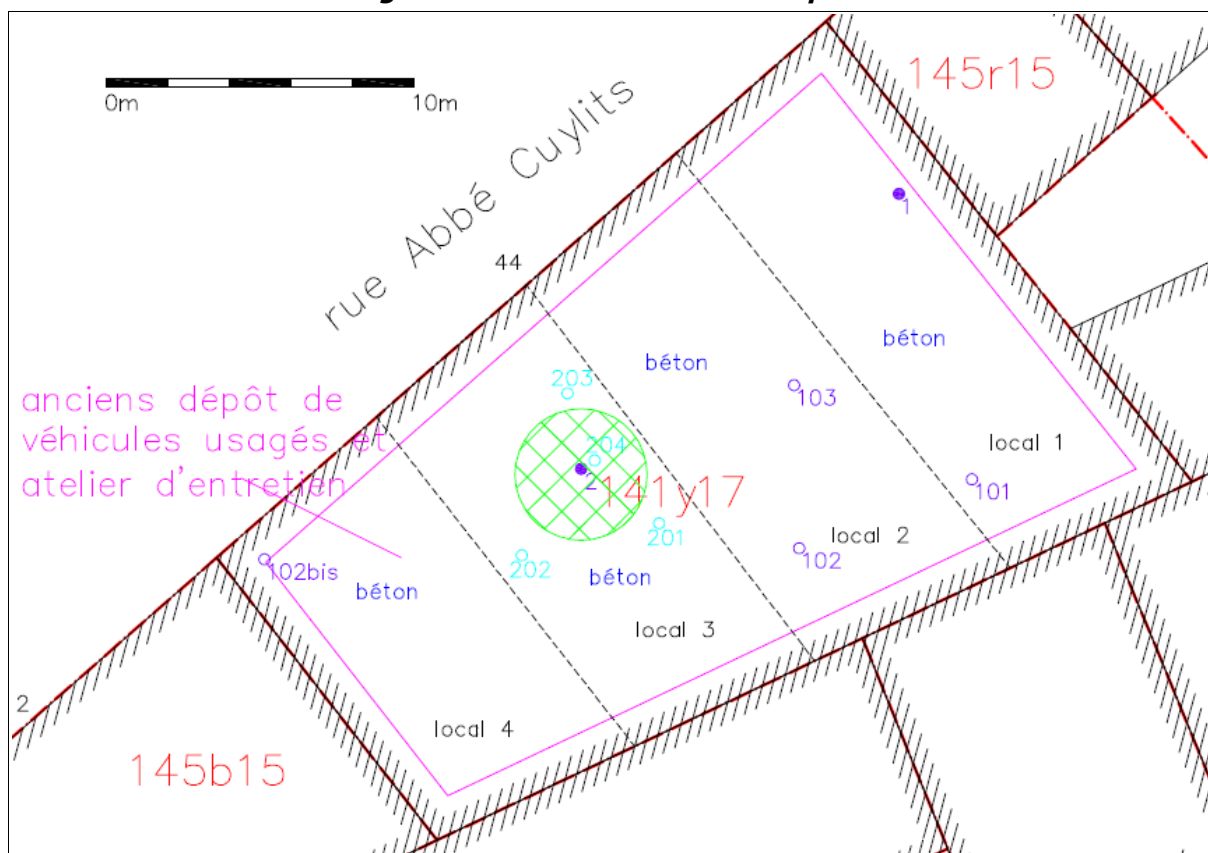 145r15
0m 10m
rue Abbé Cuylits
1
44
béton
béton
203
103
anciens dépôt de
véhicules usagés et
atelier d'entretien
204
local 1
2
141y17
101
201
local 2
102
202
102bis
béton
béton
local 3
2
local 4
145b15